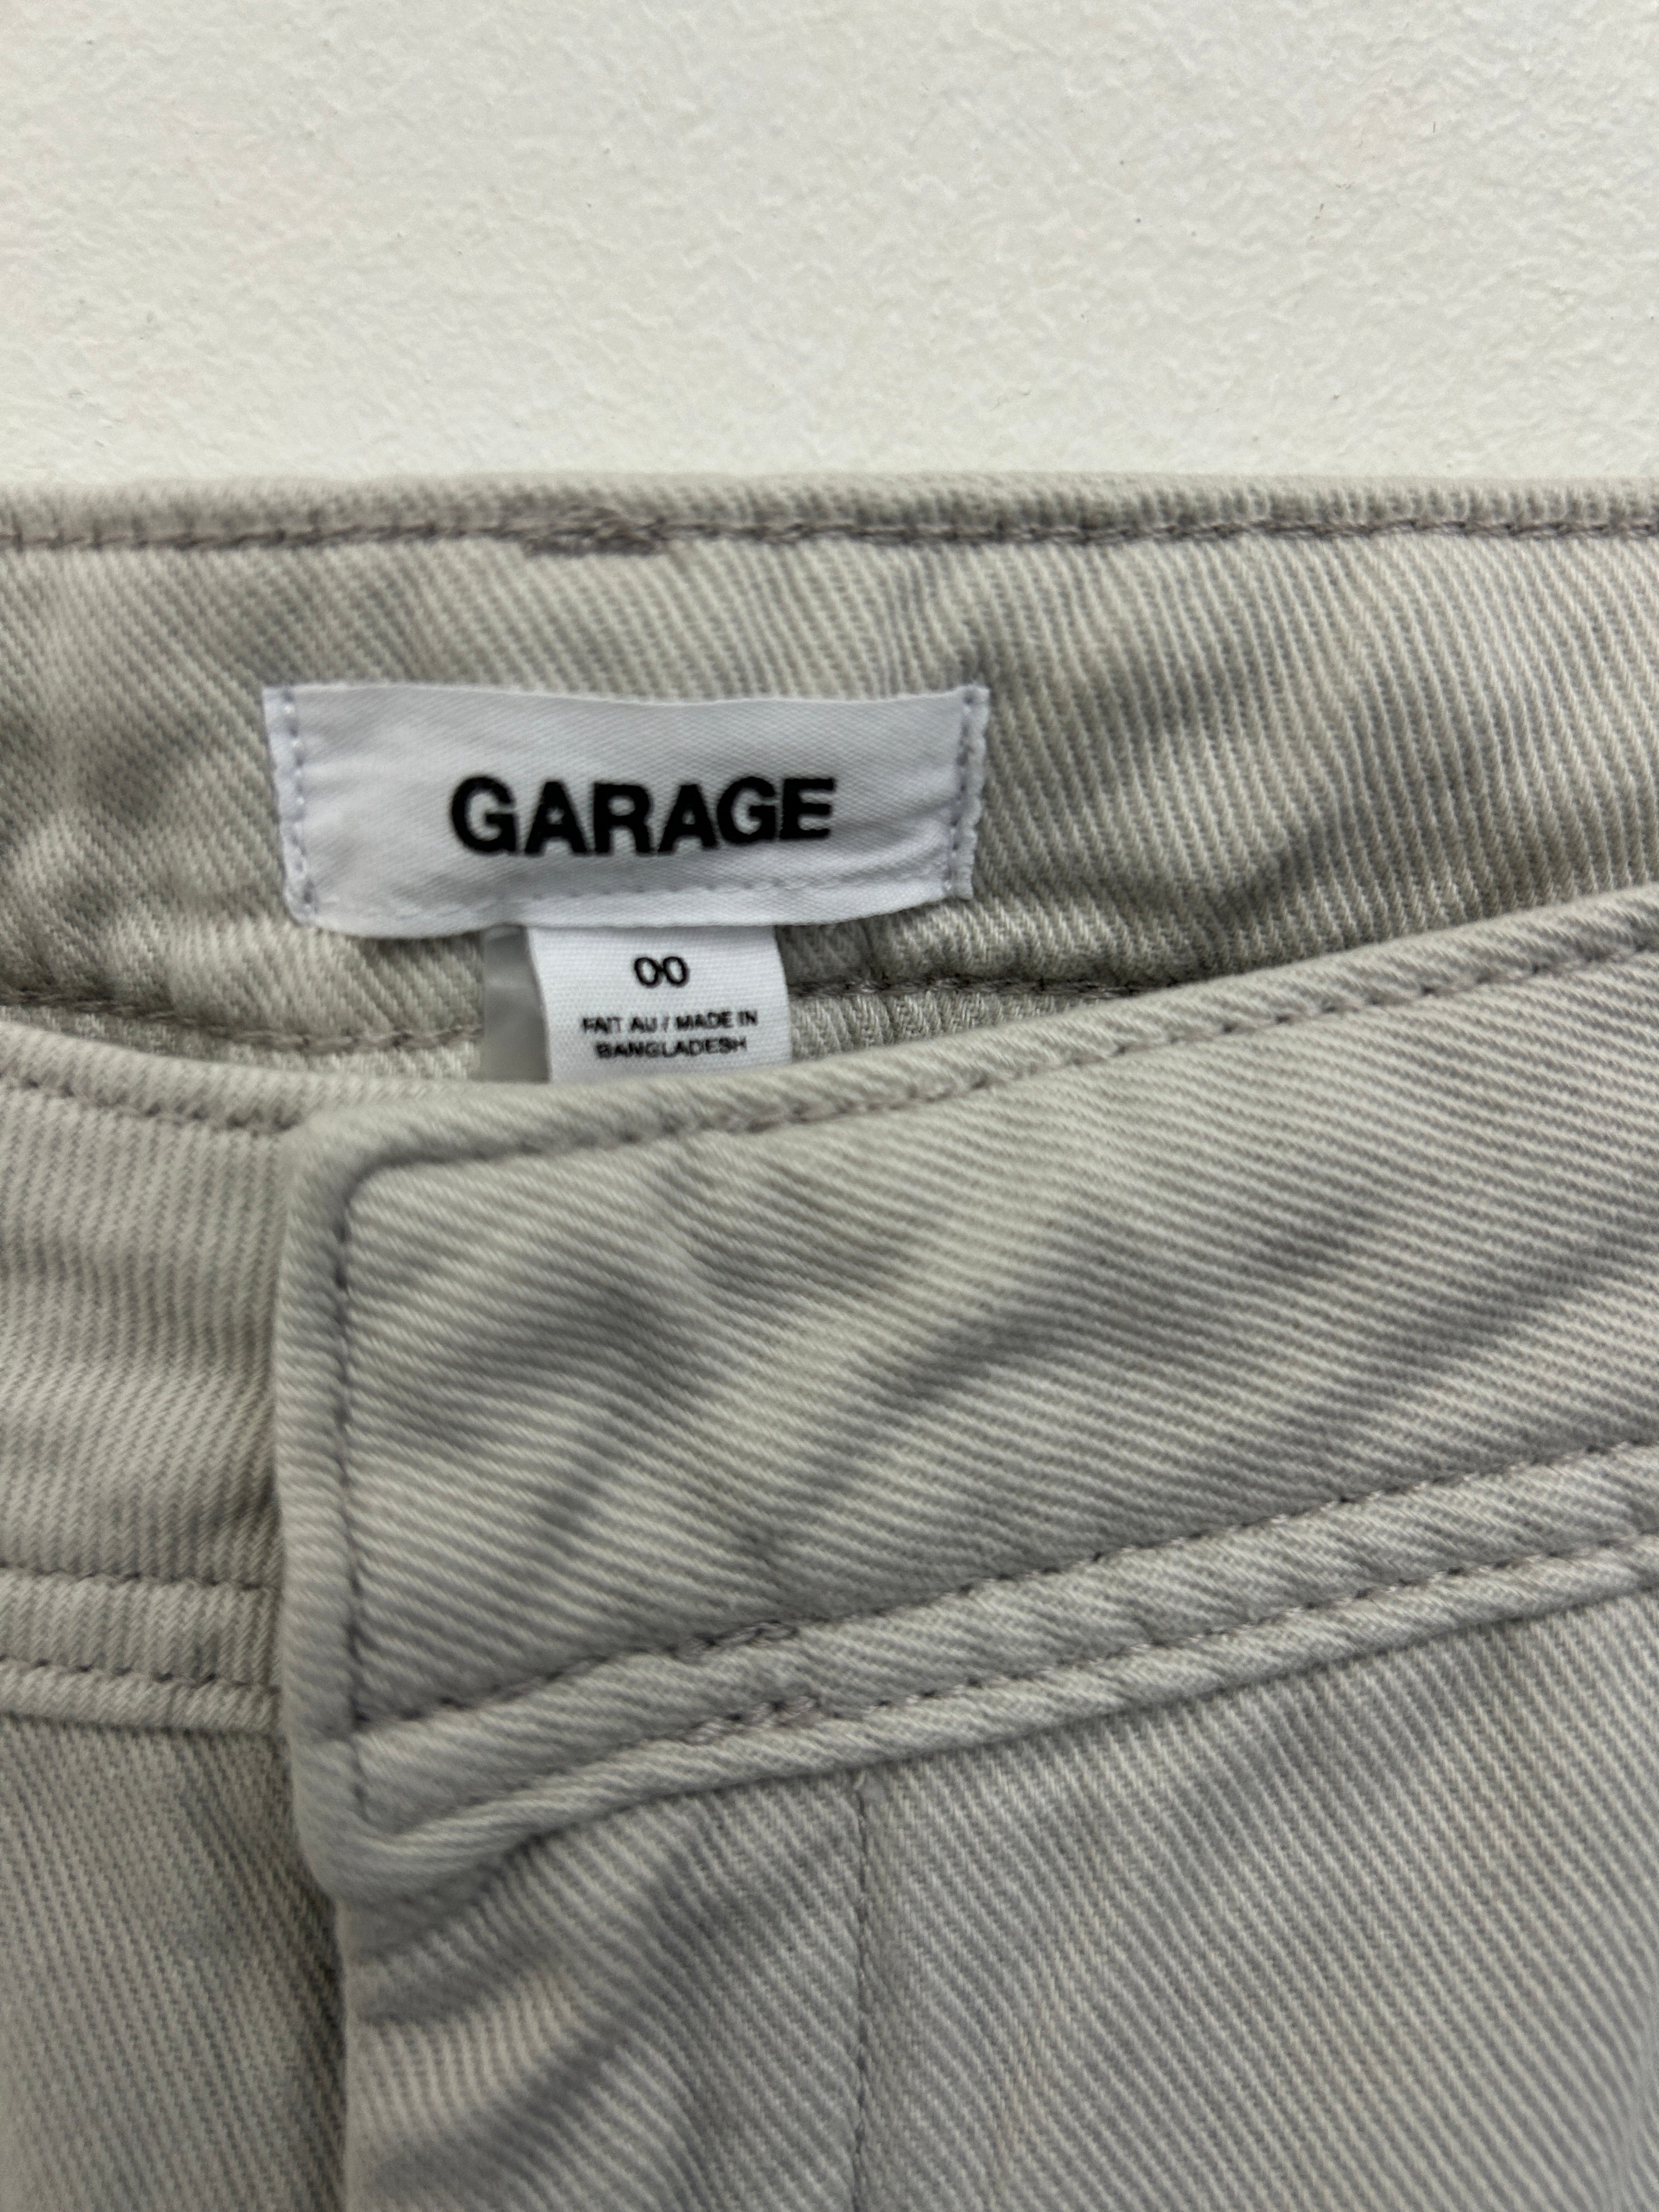 GARAGE
00
FAIT AU / MADE IN
BANGLADESH